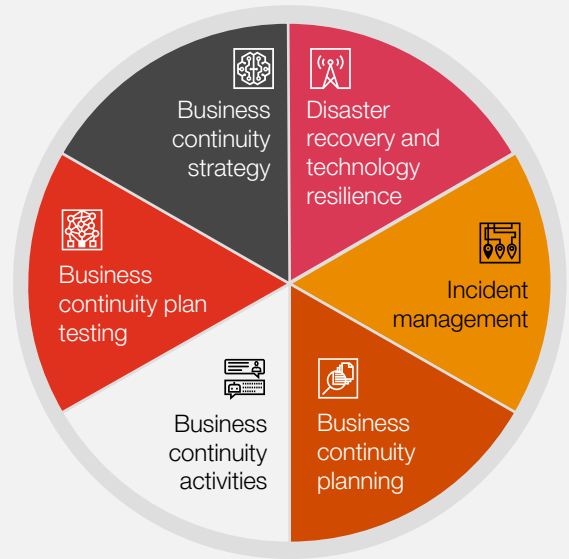 Business
continuity
strategy
Disaster
recovery and
technology
resilience
Incident
management
Business
continuity
planning
Business
continuity
activities
Business
continuity plan
testing